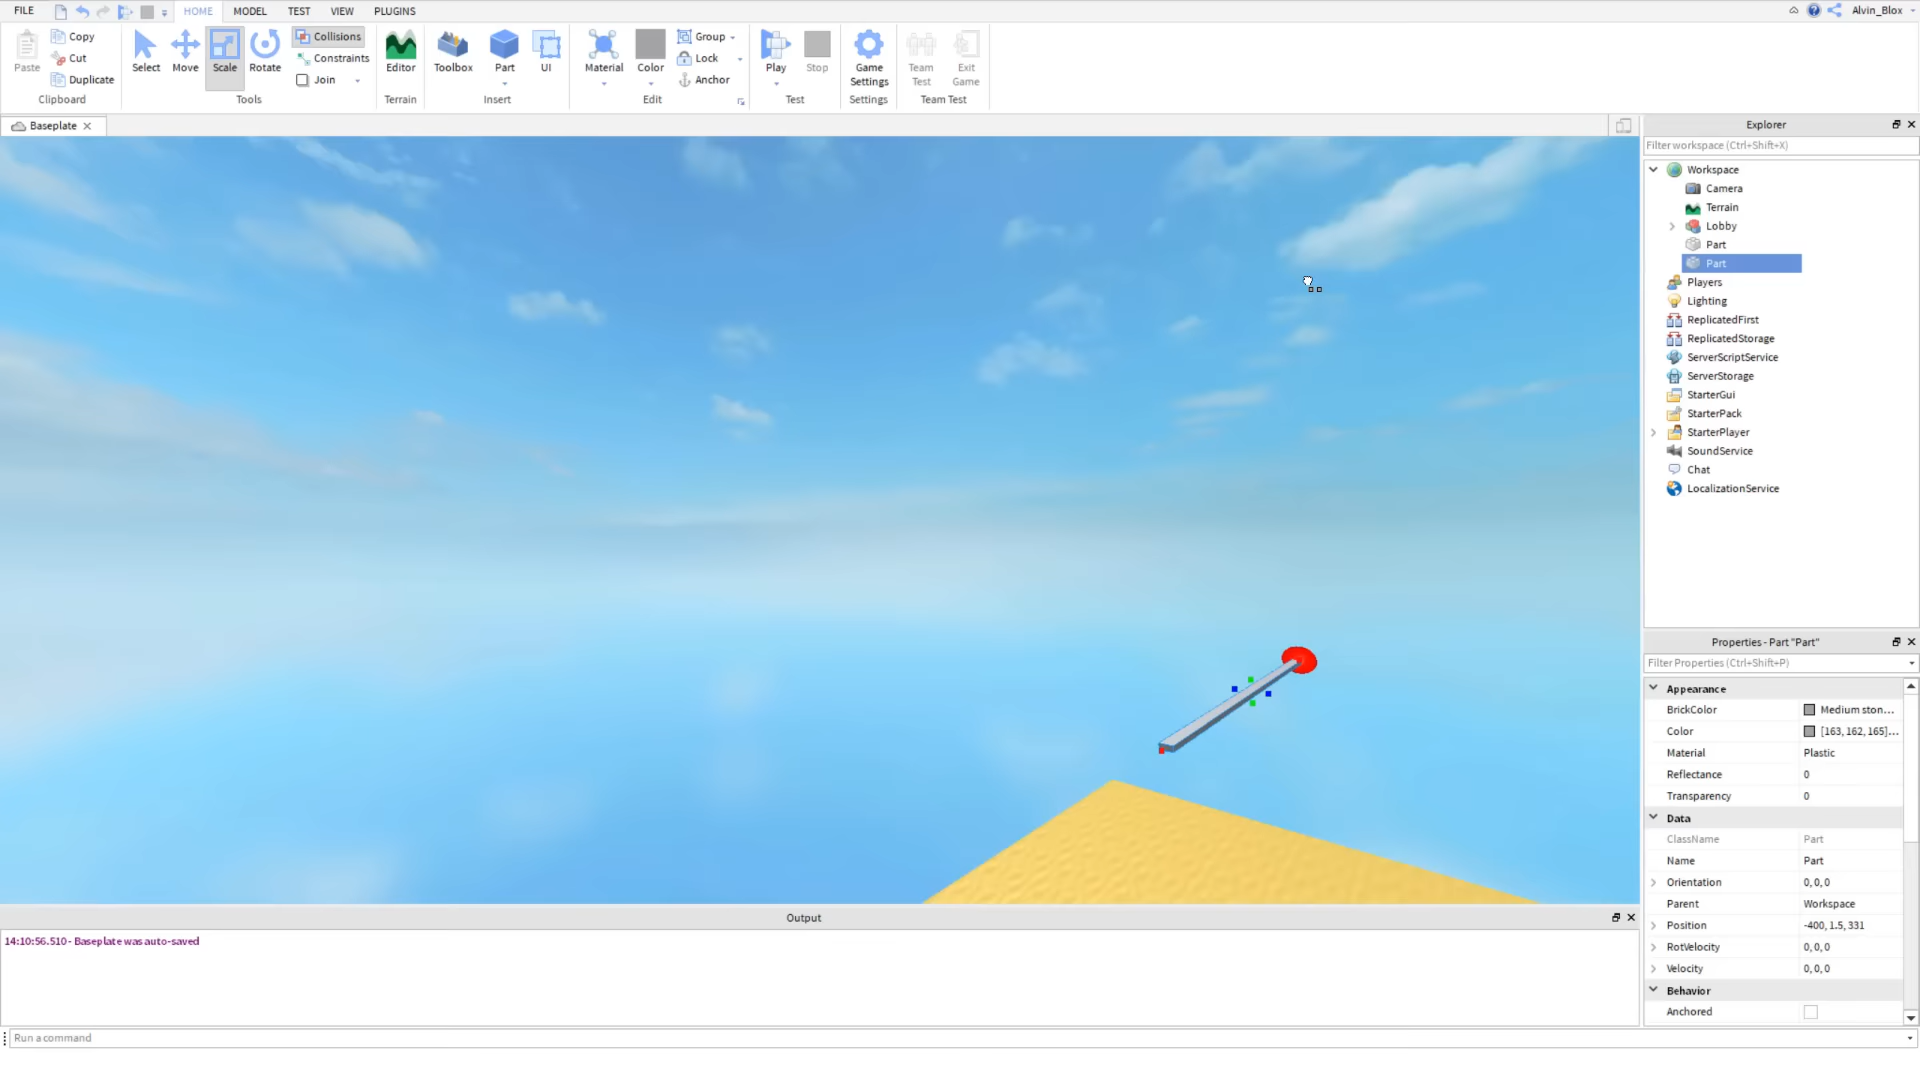 FILE
HOME
MODEL
TEST
VIEW
PLUGINS
Alvin_Blox
Paste
Copy
Cut
Duplicate
Clipboard
Select
Move
Scale
Rotate
Collisions
Constraints
Join
Tools
Editor
Terrain
Toolbox
Part
UI
Insert
Material
Color
Group
Lock
Anchor
Edit
Play
Stop
Test
Game
Settings
Settings
Team
Test
Exit
Game
Team Test
Baseplate
Explorer
Filter workspace (Ctrl+Shift+X)
Workspace
Camera
Terrain
Lobby
Part
Part
Players
Lighting
ReplicatedFirst
ReplicatedStorage
ServerScriptService
ServerStorage
StarterGui
StarterPack
StarterPlayer
SoundService
Chat
LocalizationService
Properties - Part "Part"
Filter Properties (Ctrl+Shift+P)
Appearance
BrickColor Medium ston...
Color [163, 162, 165]...
Material Plastic
Reflectance 0
Transparency 0
Data
ClassName Part
Name Part
Orientation 0, 0, 0
Parent Workspace
Position -400, 1.5, 331
RotVelocity 0, 0, 0
Velocity 0, 0, 0
Behavior
Anchored
Output
14:10:56.510 - Baseplate was auto-saved
Run a command